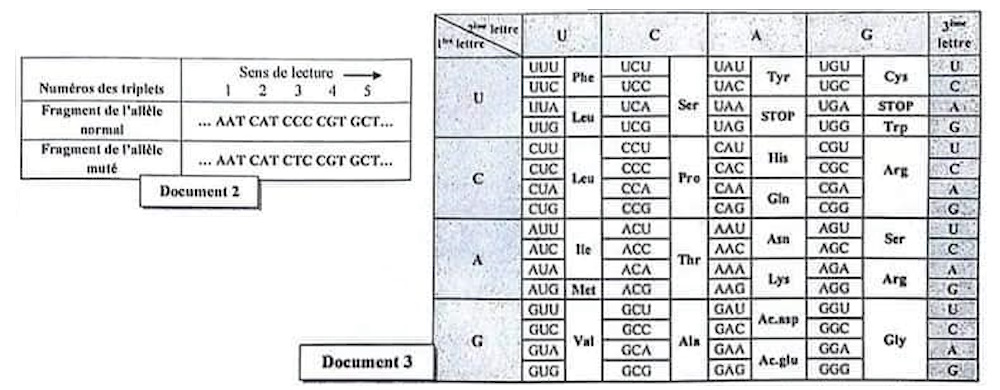 Numéros des triplets
Sens de lecture
1 2 3 4 5
Fragment de l'allèle normal
... AAT CAT CCC CGT GCT...
Fragment de l'allèle muté
... AAT CAT CTC CGT GCT...
Document 2
2ème lettre
1ère lettre
U C A G
3ème lettre
U
UUU Phe UCU Ser UAU Tyr UGU Cys U
UUC UCC UAC UGC C
UUA Leu UCA UAA STOP UGA STOP A
UUG UCG UAG UGG Trp G
C
CUU Leu CCU Pro CAU His CGU Arg U
CUC CCC CAC CGC C
CUA CCA CAA Gln CGA A
CUG CCG CAG CGG G
A
AUU Ile ACU Thr AAU Asn AGU Ser U
AUC ACC AAC AGC C
AUA ACA AAA Lys AGA Arg A
AUG Met ACG AAG AGG G
G
GUU Val GCU Ala GAU Ac.asp GGU Gly U
GUC GCC GAC GGC C
GUA GCA GAA Ac.glu GGA A
GUG GCG GAG GGG G
Document 3